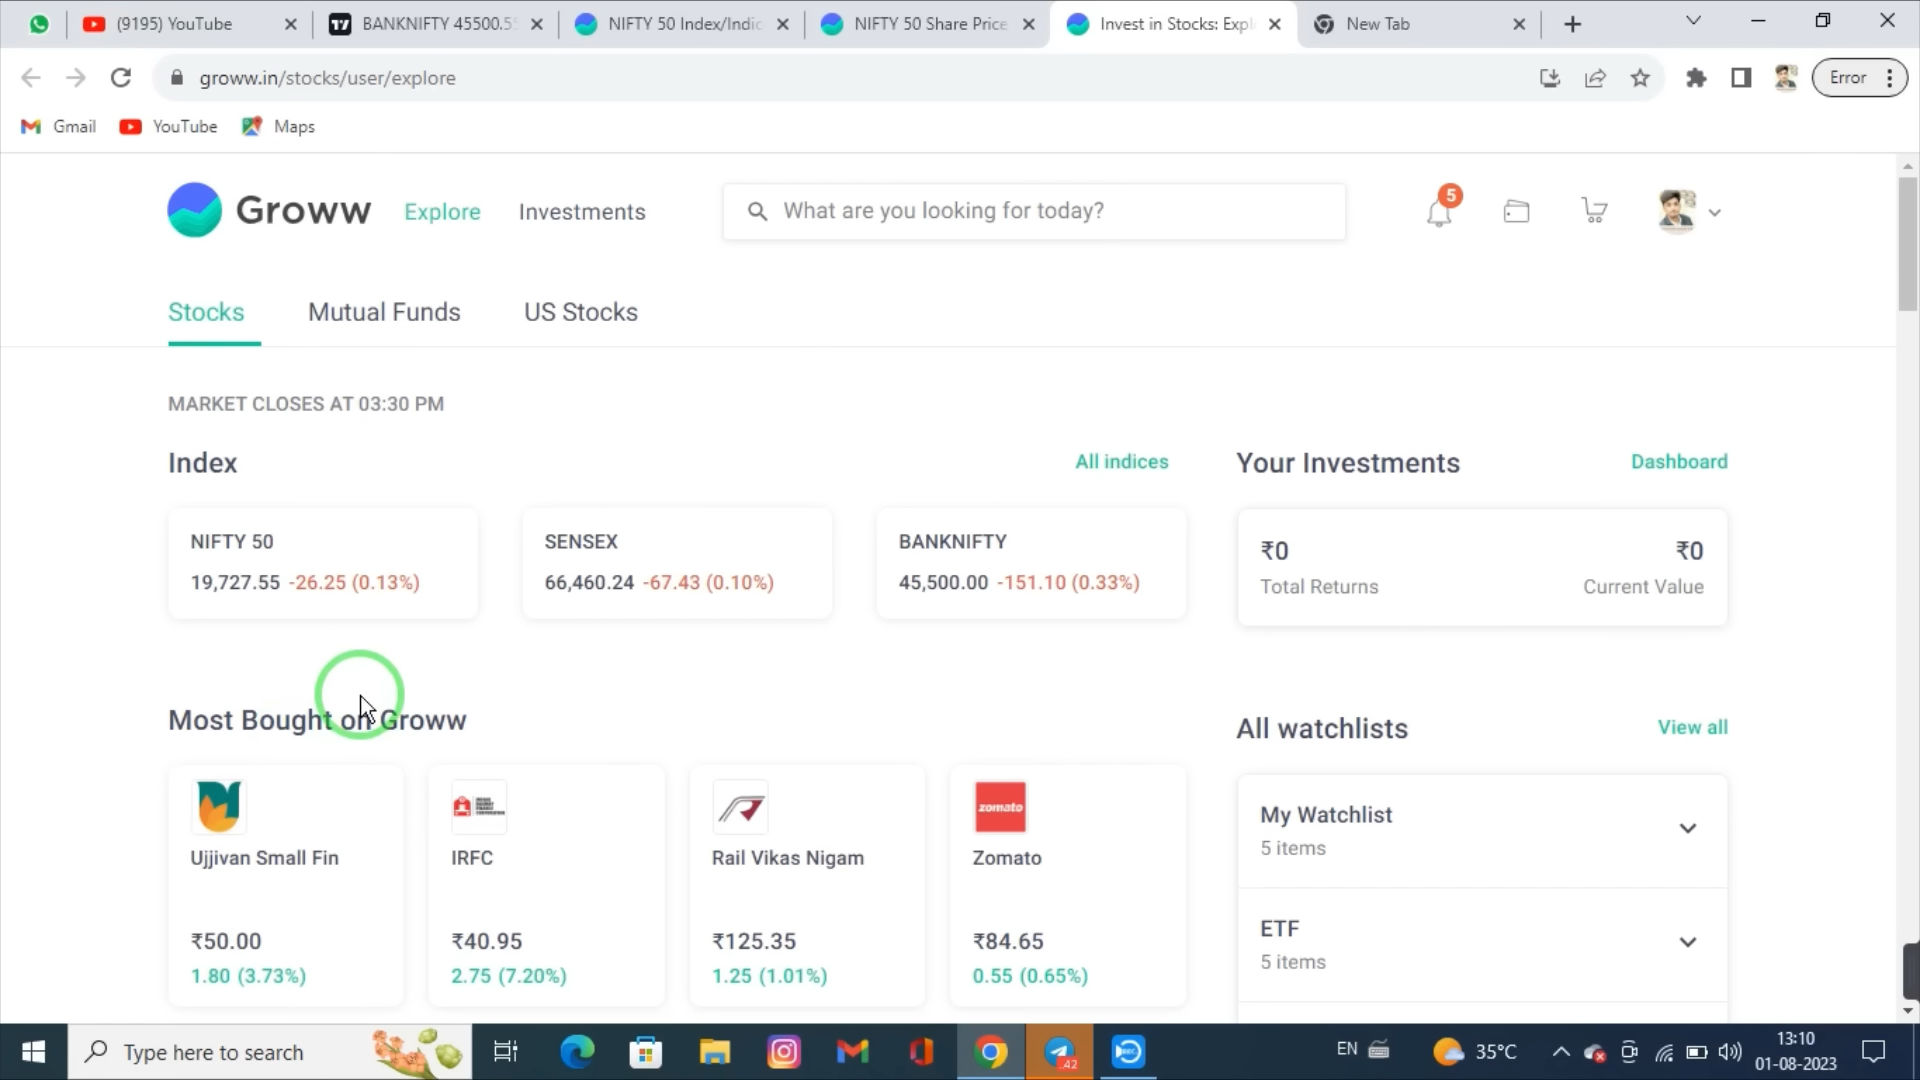 (9195) YouTube
BANKNIFTY 45500.5
NIFTY 50 Index/Indic
NIFTY 50 Share Price
Invest in Stocks: Expl
New Tab
groww.in/stocks/user/explore
Error
Gmail
YouTube
Maps
Groww
Explore
Investments
What are you looking for today?
5
Stocks
Mutual Funds
US Stocks
MARKET CLOSES AT 03:30 PM
Index
All indices
Your Investments
Dashboard
NIFTY 50
19,727.55 -26.25 (0.13%)
SENSEX
66,460.24 -67.43 (0.10%)
BANKNIFTY
45,500.00 -151.10 (0.33%)
₹0
Total Returns
₹0
Current Value
Most Bought on Groww
All watchlists
View all
Ujjivan Small Fin
₹50.00
1.80 (3.73%)
IRFC
₹40.95
2.75 (7.20%)
Rail Vikas Nigam
₹125.35
1.25 (1.01%)
zomato
Zomato
₹84.65
0.55 (0.65%)
My Watchlist
5 items
ETF
5 items
Type here to search
REC
EN
35°C
13:10
01-08-2023